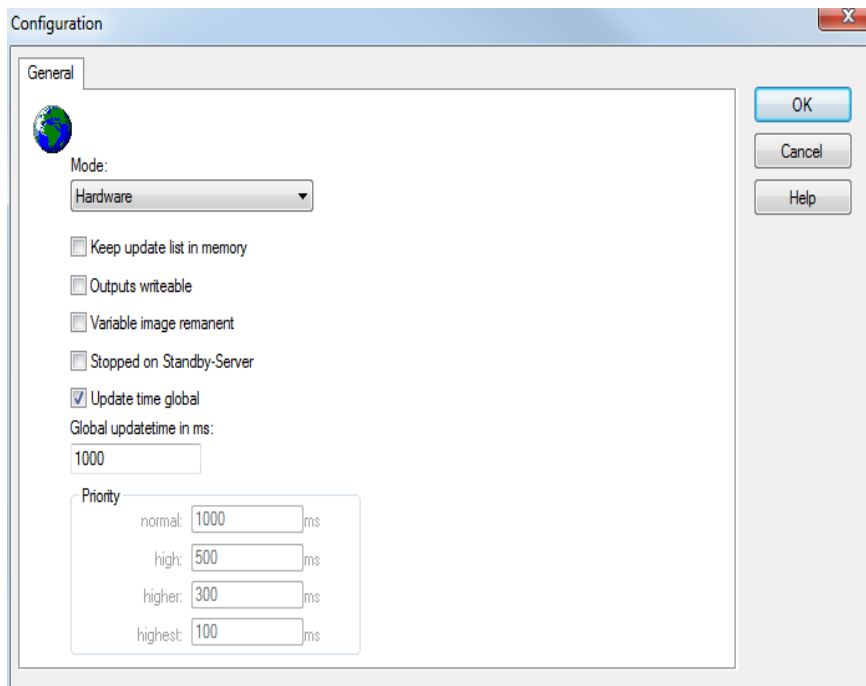 Configuration
X
General
OK
Cancel
Help
Mode:
Hardware
Keep update list in memory
Outputs writeable
Variable image remanent
Stopped on Standby-Server
Update time global
Global updatetime in ms:
1000
Priority
normal: 1000 ms
high: 500 ms
higher: 300 ms
highest: 100 ms